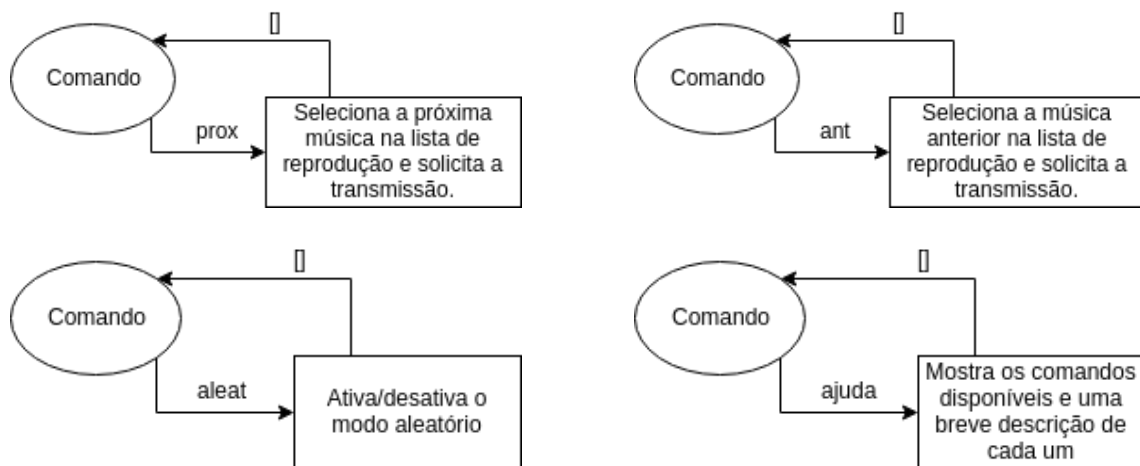 []
Comando
prox
Seleciona a próxima
música na lista de
reprodução e solicita a
transmissão.
[]
Comando
ant
Seleciona a música
anterior na lista de
reprodução e solicita a
transmissão.
[]
Comando
aleat
Ativa/desativa o
modo aleatório
[]
Comando
ajuda
Mostra os comandos
disponíveis e uma
breve descrição de
cada um